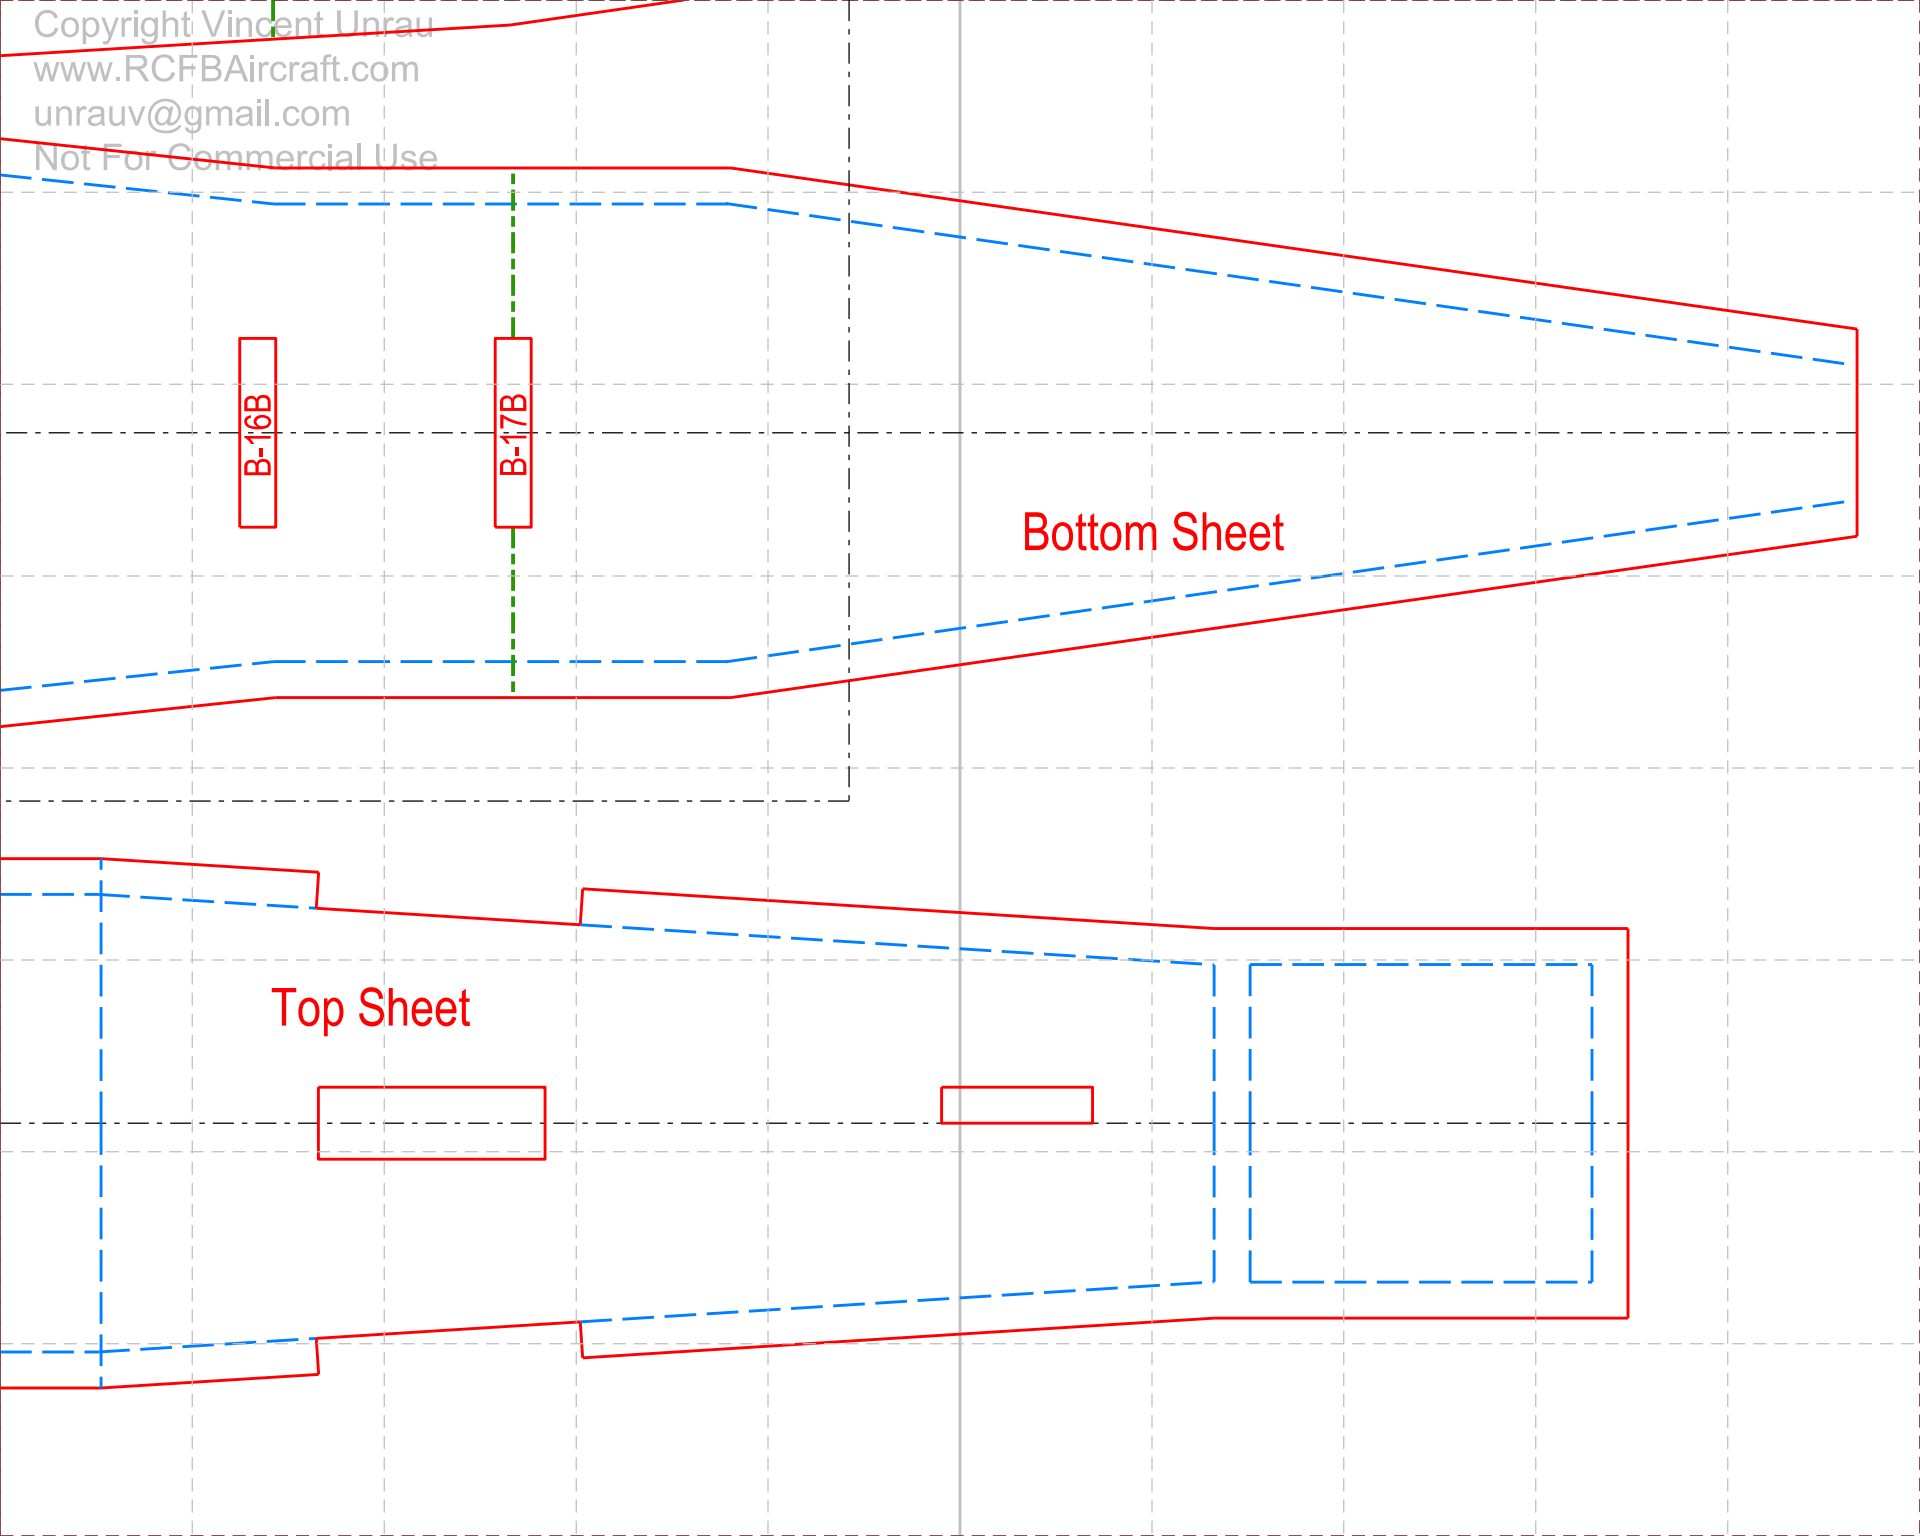 Copyright Vincent Unrau
www.RCFBAircraft.com
unrauv@gmail.com
Not For Commercial Use
B-16B
B-17B
Bottom Sheet
Top Sheet